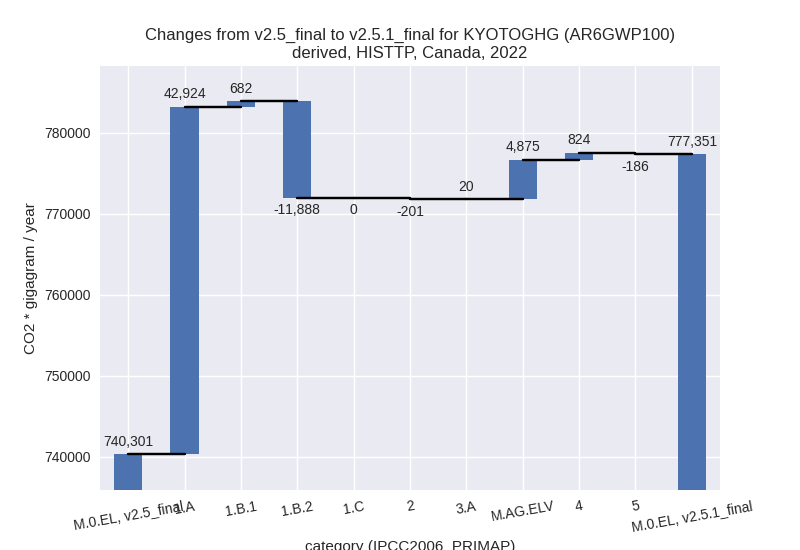 Changes from v2.5_final to v2.5.1_final for KYOTOGHG (AR6GWP100)
derived, HISTTP, Canada, 2022
CO2 * gigagram / year
780000
770000
760000
750000
740000
740,301
42,924
682
-11,888
0
-201
20
4,875
824
-186
777,351
M.0.EL, v2.5_final
1.A
1.B.1
1.B.2
1.C
2
3.A
M.AG.ELV
4
5
M.0.EL, v2.5.1_final
category (IPCC2006_PRIMAP)